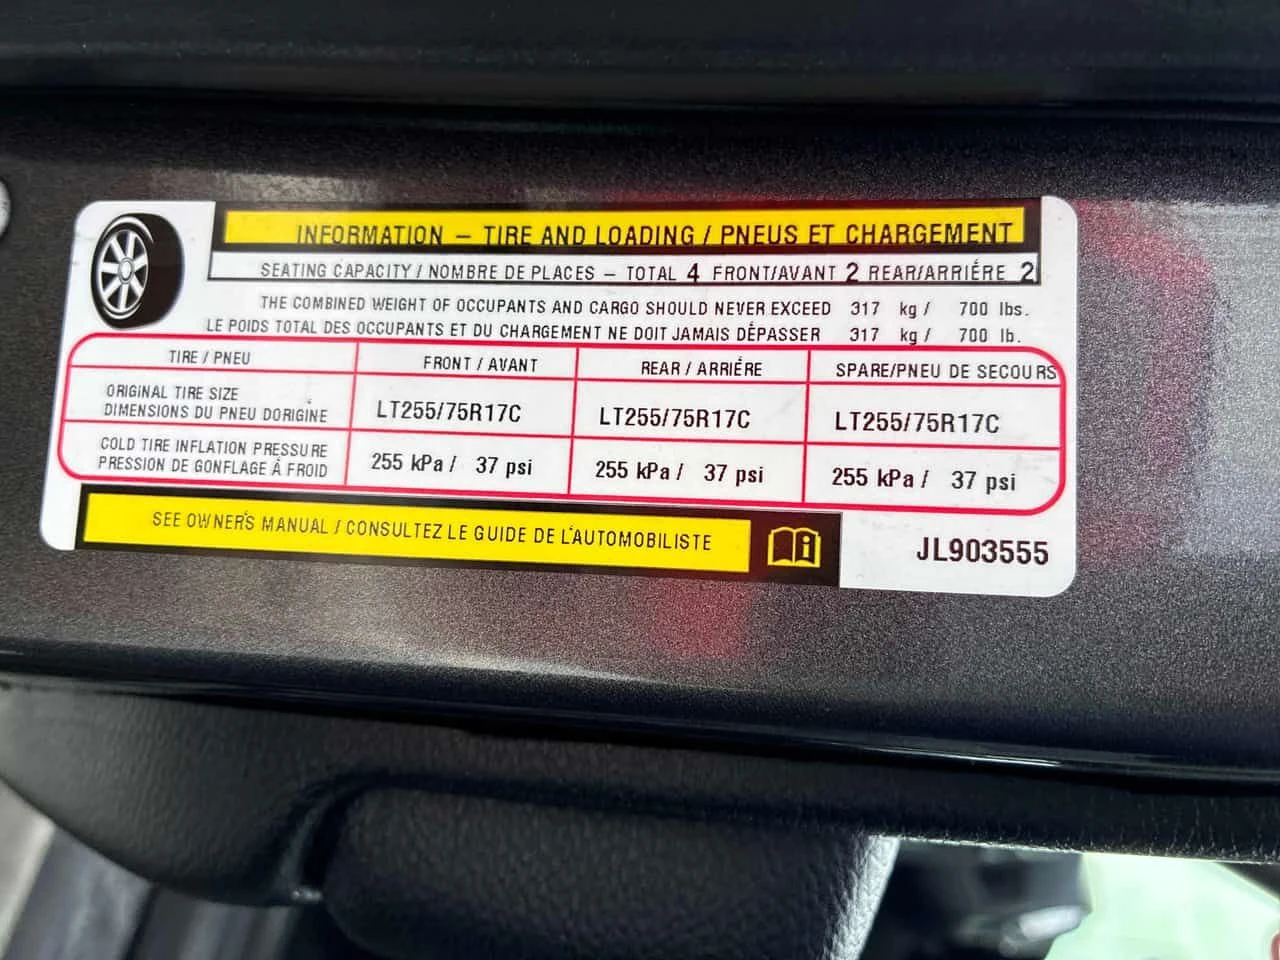 INFORMATION – TIRE AND LOADING / PNEUS ET CHARGEMENT
SEATING CAPACITY / NOMBRE DE PLACES – TOTAL 4 FRONT/AVANT 2 REAR/ARRIÉRE 2
THE COMBINED WEIGHT OF OCCUPANTS AND CARGO SHOULD NEVER EXCEED 317 kg / 700 lbs.
LE POIDS TOTAL DES OCCUPANTS ET DU CHARGEMENT NE DOIT JAMAIS DÉPASSER 317 kg / 700 lb.
TIRE / PNEU FRONT / AVANT REAR / ARRIÉRE SPARE/PNEU DE SECOURS
ORIGINAL TIRE SIZE
DIMENSIONS DU PNEU D'ORIGINE LT255/75R17C LT255/75R17C LT255/75R17C
COLD TIRE INFLATION PRESSURE
PRESSION DE GONFLAGE Á FROID 255 kPa / 37 psi 255 kPa / 37 psi 255 kPa / 37 psi
SEE OWNER'S MANUAL / CONSULTEZ LE GUIDE DE L'AUTOMOBILISTE
JL903555